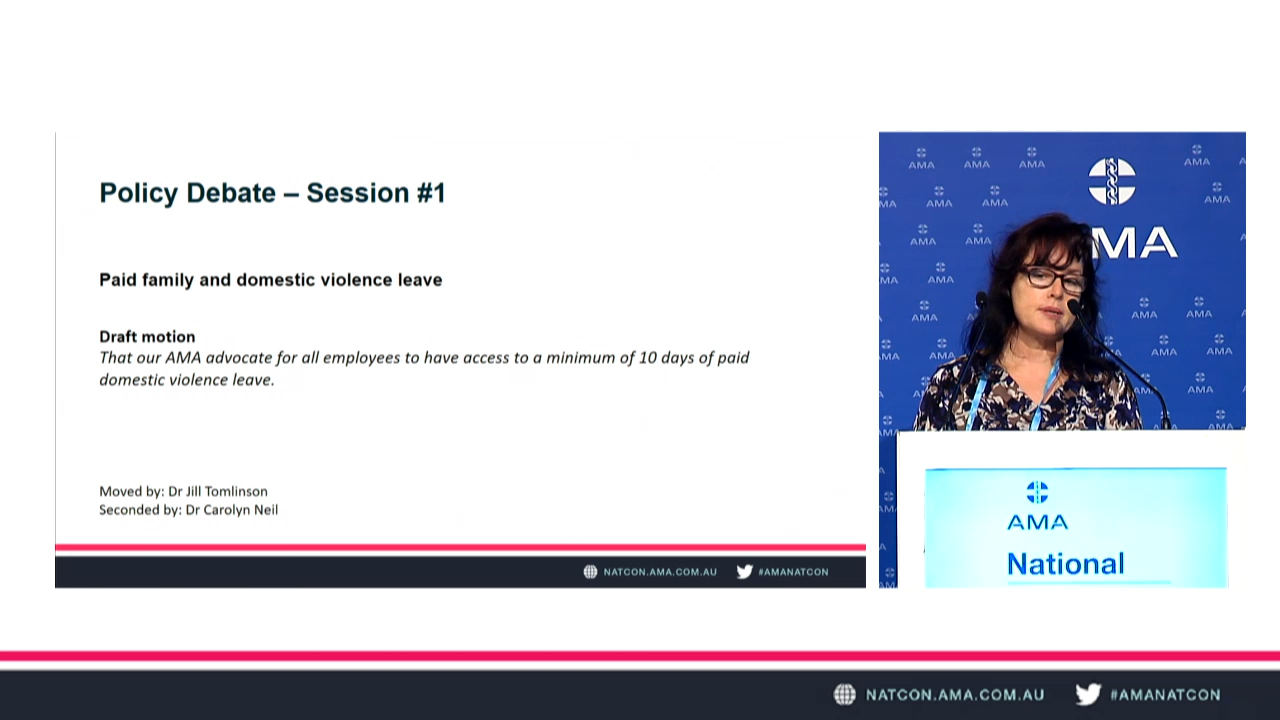 Policy Debate – Session #1
Paid family and domestic violence leave
Draft motion
That our AMA advocate for all employees to have access to a minimum of 10 days of paid
domestic violence leave.
Moved by: Dr Jill Tomlinson
Seconded by: Dr Carolyn Neil
NATCON.AMA.COM.AU #AMANATCON
AMA
AMA
National
NATCON.AMA.COM.AU #AMANATCON